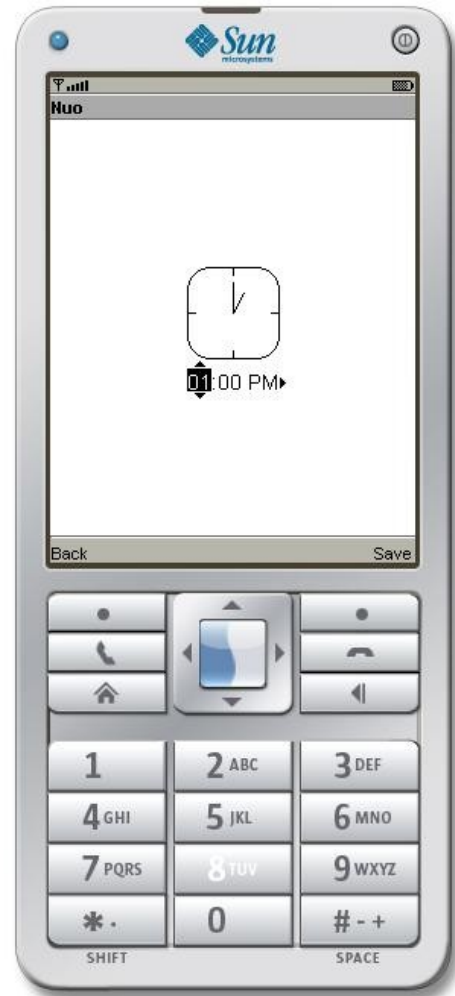 Sun
microsystems
Nuo
01:00 PM
Back Save
1 2 ABC 3 DEF
4 GHI 5 JKL 6 MNO
7 PQRS 8 TUV 9 WXYZ
* . 0 # - +
SHIFT SPACE